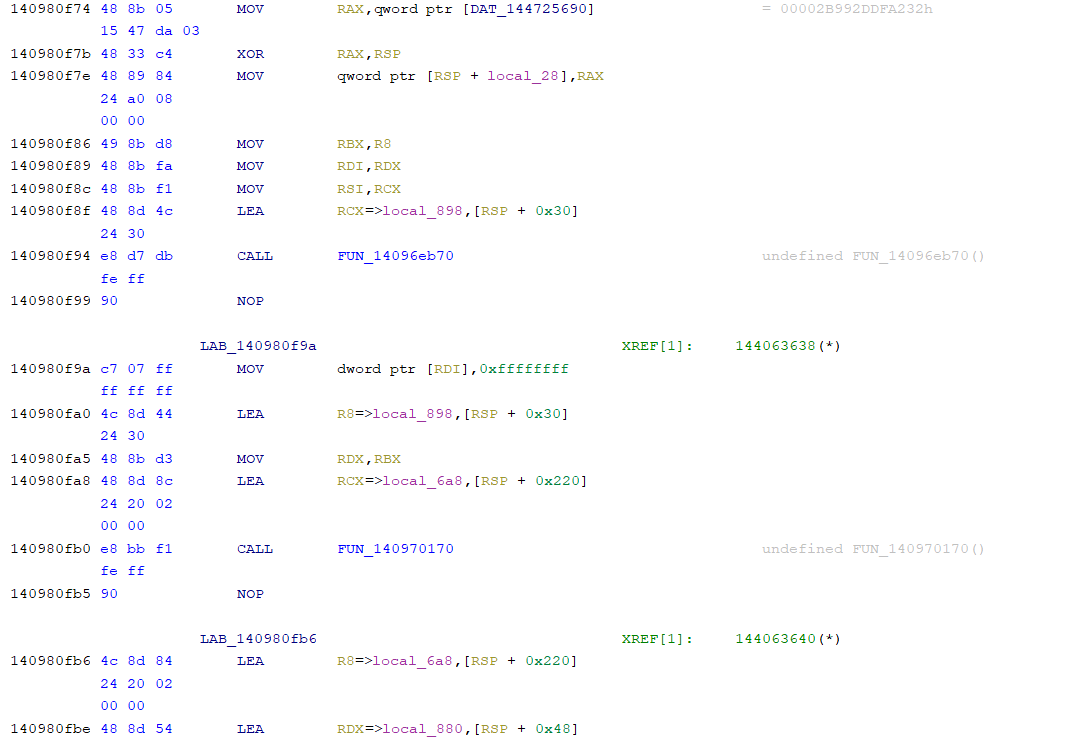 140980f74 48 8b 05 MOV RAX,qword ptr [DAT_144725690] = 00002B992DDFA232h
15 47 da 03
140980f7b 48 33 c4 XOR RAX,RSP
140980f7e 48 89 84 MOV qword ptr [RSP + local_28],RAX
24 a0 08
00 00
140980f86 49 8b d8 MOV RBX,R8
140980f89 48 8b fa MOV RDI,RDX
140980f8c 48 8b f1 MOV RSI,RCX
140980f8f 48 8d 4c LEA RCX=>local_898,[RSP + 0x30]
24 30
140980f94 e8 d7 db CALL FUN_14096eb70 undefined FUN_14096eb70()
fe ff
140980f99 90 NOP
LAB_140980f9a XREF[1]: 144063638(*)
140980f9a c7 07 ff MOV dword ptr [RDI],0xffffffff
ff ff ff
140980fa0 4c 8d 44 LEA R8=>local_898,[RSP + 0x30]
24 30
140980fa5 48 8b d3 MOV RDX,RBX
140980fa8 48 8d 8c LEA RCX=>local_6a8,[RSP + 0x220]
24 20 02
00 00
140980fb0 e8 bb f1 CALL FUN_140970170 undefined FUN_140970170()
fe ff
140980fb5 90 NOP
LAB_140980fb6 XREF[1]: 144063640(*)
140980fb6 4c 8d 84 LEA R8=>local_6a8,[RSP + 0x220]
24 20 02
00 00
140980fbe 48 8d 54 LEA RDX=>local_880,[RSP + 0x48]